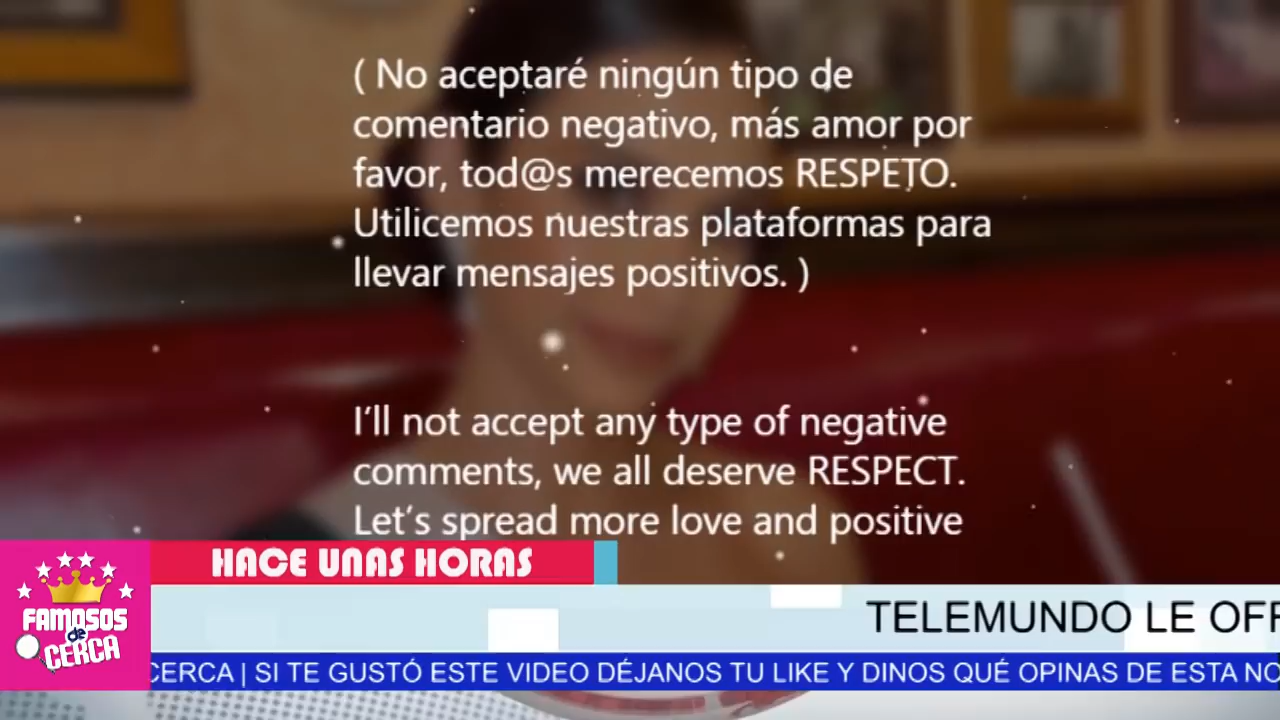 ( No aceptaré ningún tipo de
comentario negativo, más amor por
favor, tod@s merecemos RESPETO.
Utilicemos nuestras plataformas para
llevar mensajes positivos. )
I'll not accept any type of negative
comments, we all deserve RESPECT.
Let's spread more love and positive
HACE UNAS HORAS
FAMOSOS
de
CERCA
TELEMUNDO LE OF
CERCA | SI TE GUSTÓ ESTE VIDEO DÉJANOS TU LIKE Y DINOS QUÉ OPINAS DE ESTA NO